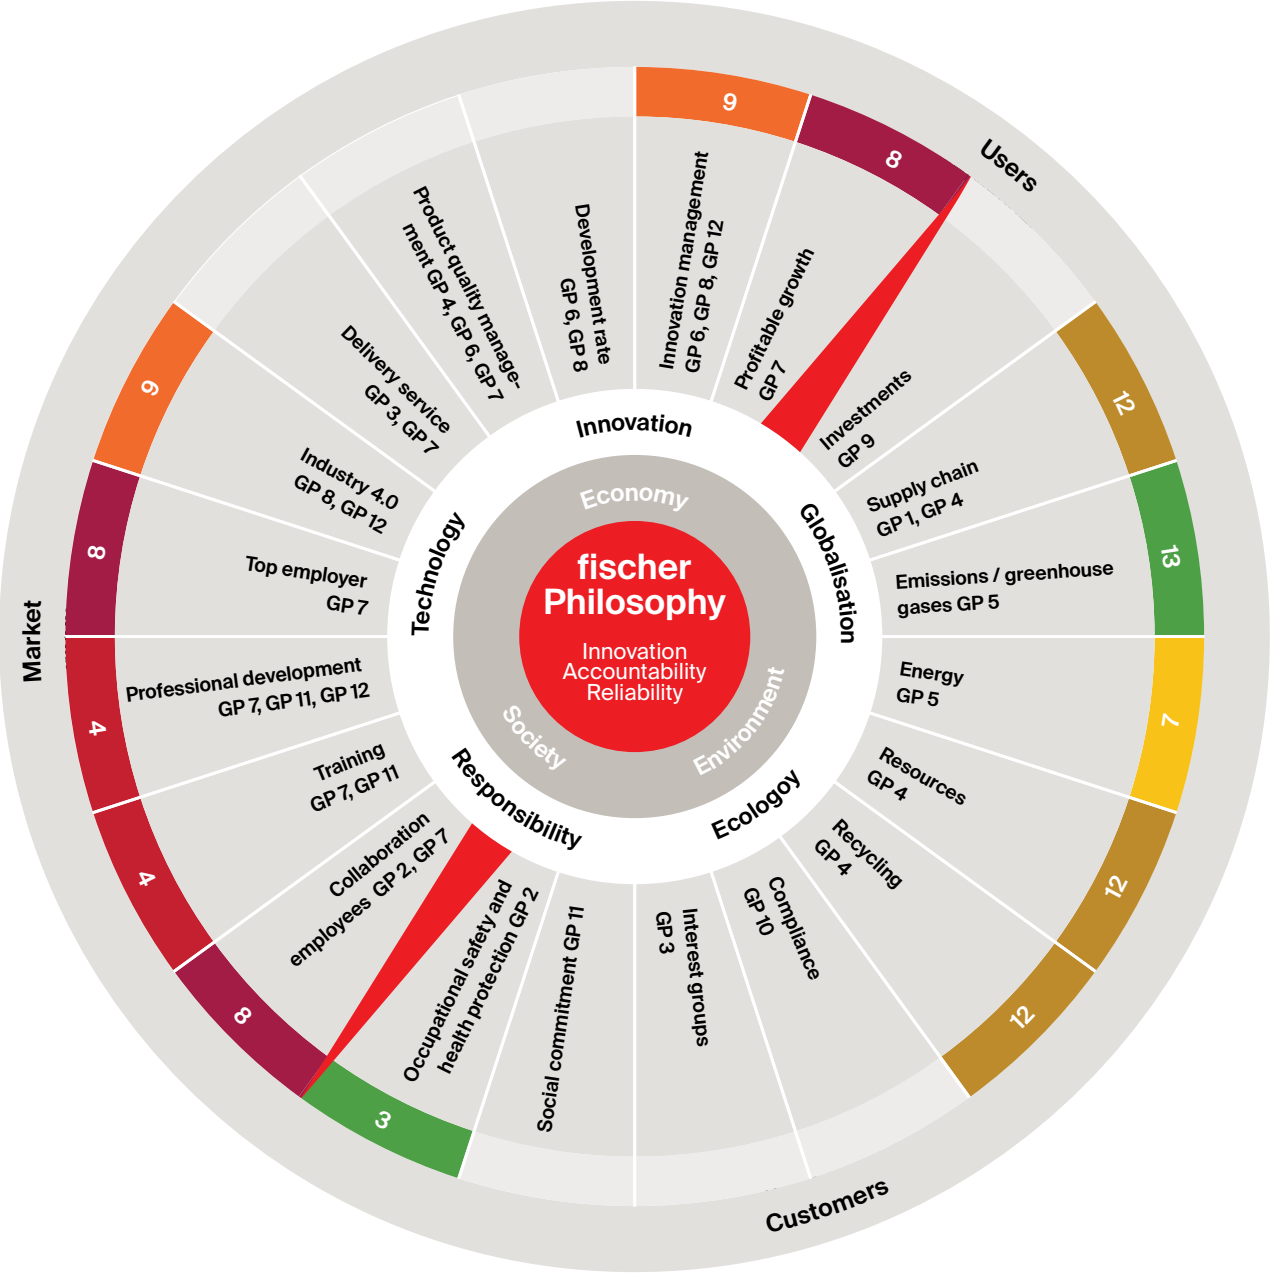 fischer
Philosophy
Innovation
Accountability
Reliability
Economy
Environment
Society
Innovation
Globalisation
Ecologoy
Responsibility
Technology
Users
Customers
Market
9
Innovation management
GP 6, GP 8, GP 12
8
Profitable growth
GP 7
Investments
GP 9
12
Supply chain
GP 1, GP 4
13
Emissions / greenhouse
gases GP 5
7
Energy
GP 5
12
Resources
GP 4
12
Recycling
GP 4
Compliance
GP 10
Interest groups
GP 3
Social commitment GP 11
3
Occupational safety and
health protection GP 2
8
Collaboration
employees GP 2, GP 7
4
Training
GP 7, GP 11
4
Professional development
GP 7, GP 11, GP 12
8
Top employer
GP 7
9
Industry 4.0
GP 8, GP 12
Delivery service
GP 3, GP 7
Product quality manage-
ment GP 4, GP 6, GP 7
Development rate
GP 6, GP 8